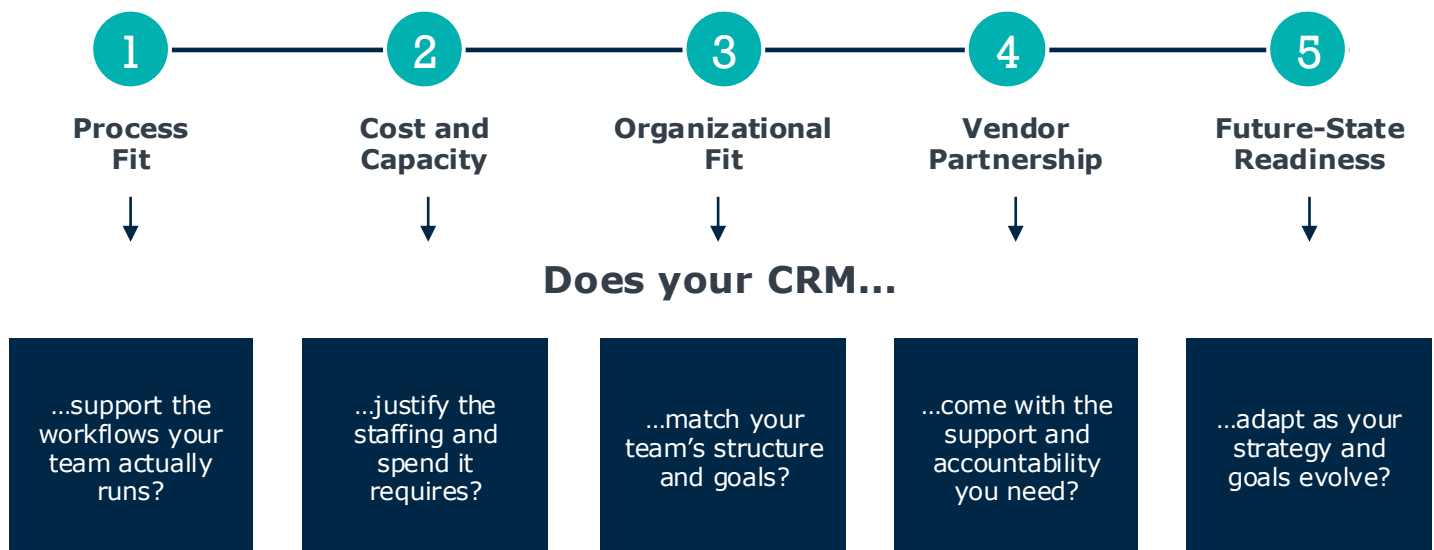 1
2
3
4
5
Process
Fit
Cost and
Capacity
Organizational
Fit
Vendor
Partnership
Future-State
Readiness
Does your CRM...
...support the
workflows your
team actually
runs?
...justify the
staffing and
spend it
requires?
...match your
team’s structure
and goals?
...come with the
support and
accountability
you need?
...adapt as your
strategy and
goals evolve?